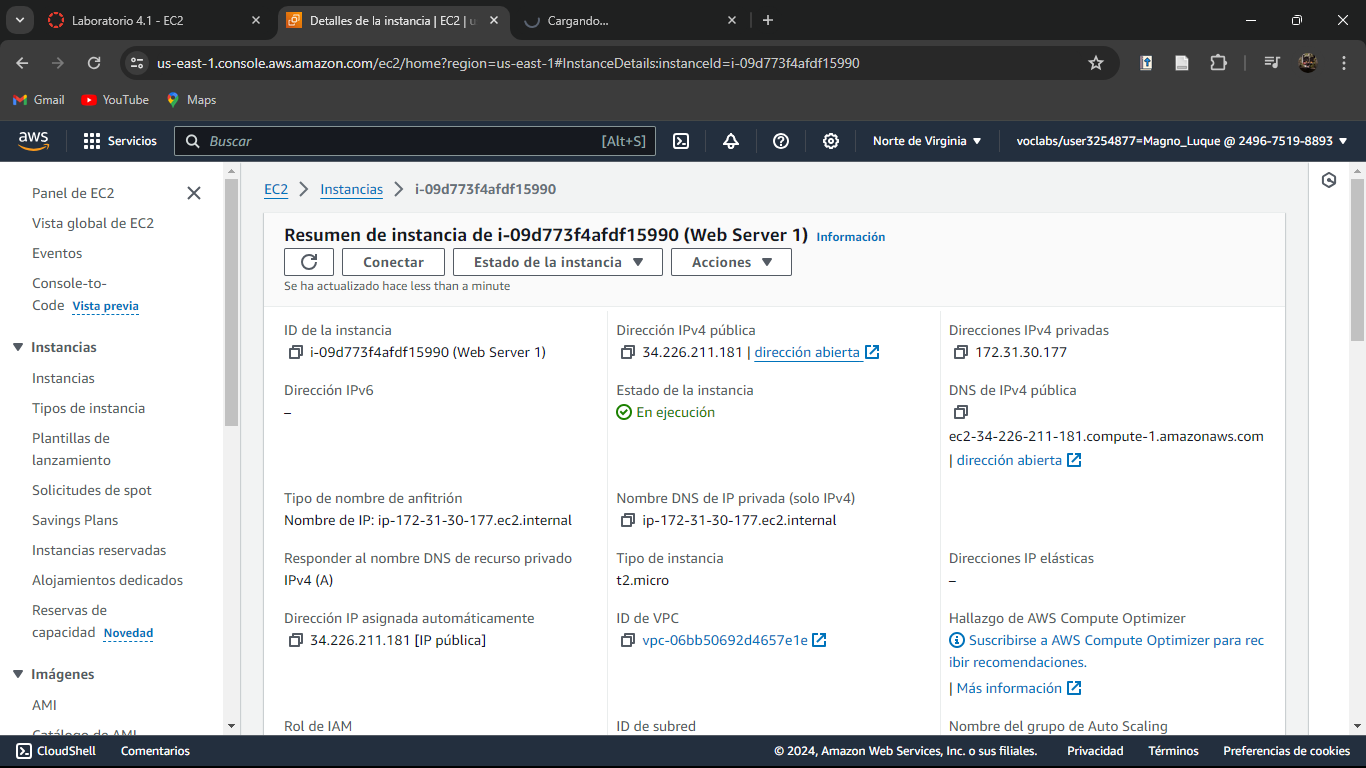 Laboratorio 4.1 - EC2
Detalles de la instancia | EC2 | u
Cargando...
us-east-1.console.aws.amazon.com/ec2/home?region=us-east-1#InstanceDetails:instanceId=i-09d773f4afdf15990
Gmail
YouTube
Maps
aws
Servicios
Buscar
[Alt+S]
Norte de Virginia
voclabs/user3254877=Magno_Luque @ 2496-7519-8893
Panel de EC2
Vista global de EC2
Eventos
Console-to-
Code Vista previa
Instancias
Instancias
Tipos de instancia
Plantillas de
lanzamiento
Solicitudes de spot
Savings Plans
Instancias reservadas
Alojamientos dedicados
Reservas de
capacidad Novedad
Imágenes
AMI
Catálogo de AMI
EC2
Instancias
i-09d773f4afdf15990
Resumen de instancia de i-09d773f4afdf15990 (Web Server 1) Información
Conectar
Estado de la instancia
Acciones
Se ha actualizado hace less than a minute
ID de la instancia
i-09d773f4afdf15990 (Web Server 1)
Dirección IPv4 pública
34.226.211.181 | dirección abierta
Direcciones IPv4 privadas
172.31.30.177
Dirección IPv6
–
Estado de la instancia
En ejecución
DNS de IPv4 pública
ec2-34-226-211-181.compute-1.amazonaws.com
| dirección abierta
Tipo de nombre de anfitrión
Nombre de IP: ip-172-31-30-177.ec2.internal
Nombre DNS de IP privada (solo IPv4)
ip-172-31-30-177.ec2.internal
Responder al nombre DNS de recurso privado
IPv4 (A)
Tipo de instancia
t2.micro
Direcciones IP elásticas
–
Dirección IP asignada automáticamente
34.226.211.181 [IP pública]
ID de VPC
vpc-06bb50692d4657e1e
Hallazgo de AWS Compute Optimizer
Suscribirse a AWS Compute Optimizer para rec
ibir recomendaciones.
| Más información
Rol de IAM
ID de subred
Nombre del grupo de Auto Scaling
CloudShell
Comentarios
© 2024, Amazon Web Services, Inc. o sus filiales.
Privacidad
Términos
Preferencias de cookies